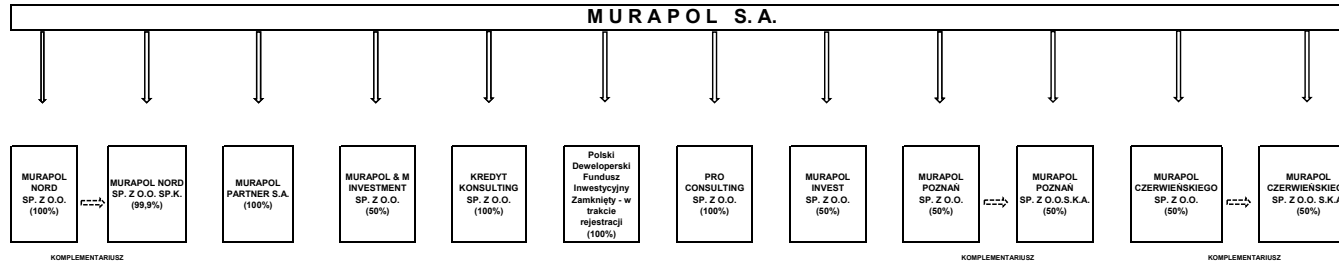 MURAPOL S.A.
MURAPOL
NORD
SP. Z O.O.
(100%)
MURAPOL NORD
SP. Z O.O. SP.K.
(99,9%)
MURAPOL
PARTNER S.A.
(100%)
MURAPOL & M
INVESTMENT
SP. Z O.O.
(50%)
KREDYT
KONSULTING
SP. Z O.O.
(100%)
Polski
Deweloperski
Fundusz
Inwestycyjny
Zamknięty - w
trakcie
rejestracji
(100%)
PRO
CONSULTING
SP. Z O.O.
(100%)
MURAPOL
INVEST
SP. Z O.O.
(50%)
MURAPOL
POZNAŃ
SP. Z O.O.
(50%)
MURAPOL
POZNAŃ
SP. Z O.O.S.K.A.
(50%)
MURAPOL
CZERWIEŃSKIEGO
SP. Z O.O.
(50%)
MURAPOL
CZERWIEŃSKIEGO
SP. Z O.O. S.K.A.
(50%)
KOMPLEMENTARIUSZ
KOMPLEMENTARIUSZ
KOMPLEMENTARIUSZ